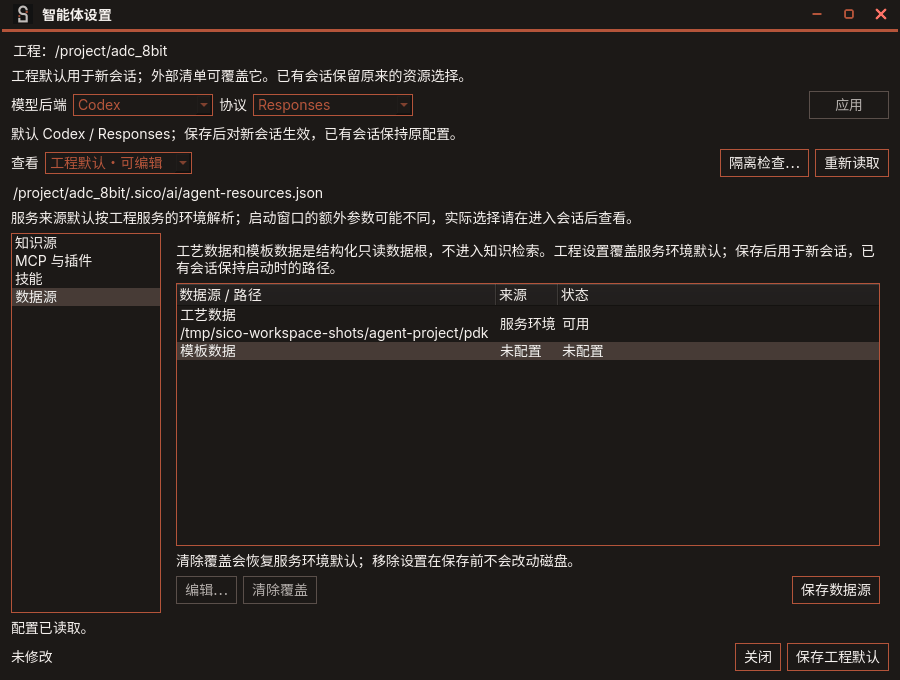 智能体设置
工程：/project/adc_8bit
工程默认用于新会话；外部清单可覆盖它。已有会话保留原来的资源选择。
模型后端 Codex 协议 Responses 应用
默认 Codex / Responses；保存后对新会话生效，已有会话保持原配置。
查看 工程默认・可编辑 隔离检查… 重新读取
/project/adc_8bit/.sico/ai/agent-resources.json
服务来源默认按工程服务的环境解析；启动窗口的额外参数可能不同，实际选择请在进入会话后查看。
知识源
MCP 与插件
技能
数据源
工艺数据和模板数据是结构化只读数据根，不进入知识检索。工程设置覆盖服务环境默认；保存后用于新会话，已
有会话保持启动时的路径。
数据源 / 路径 来源 状态
工艺数据
/tmp/sico-workspace-shots/agent-project/pdk 服务环境 可用
模板数据 未配置 未配置
清除覆盖会恢复服务环境默认；移除设置在保存前不会改动磁盘。
编辑… 清除覆盖 保存数据源
配置已读取。
未修改 关闭 保存工程默认